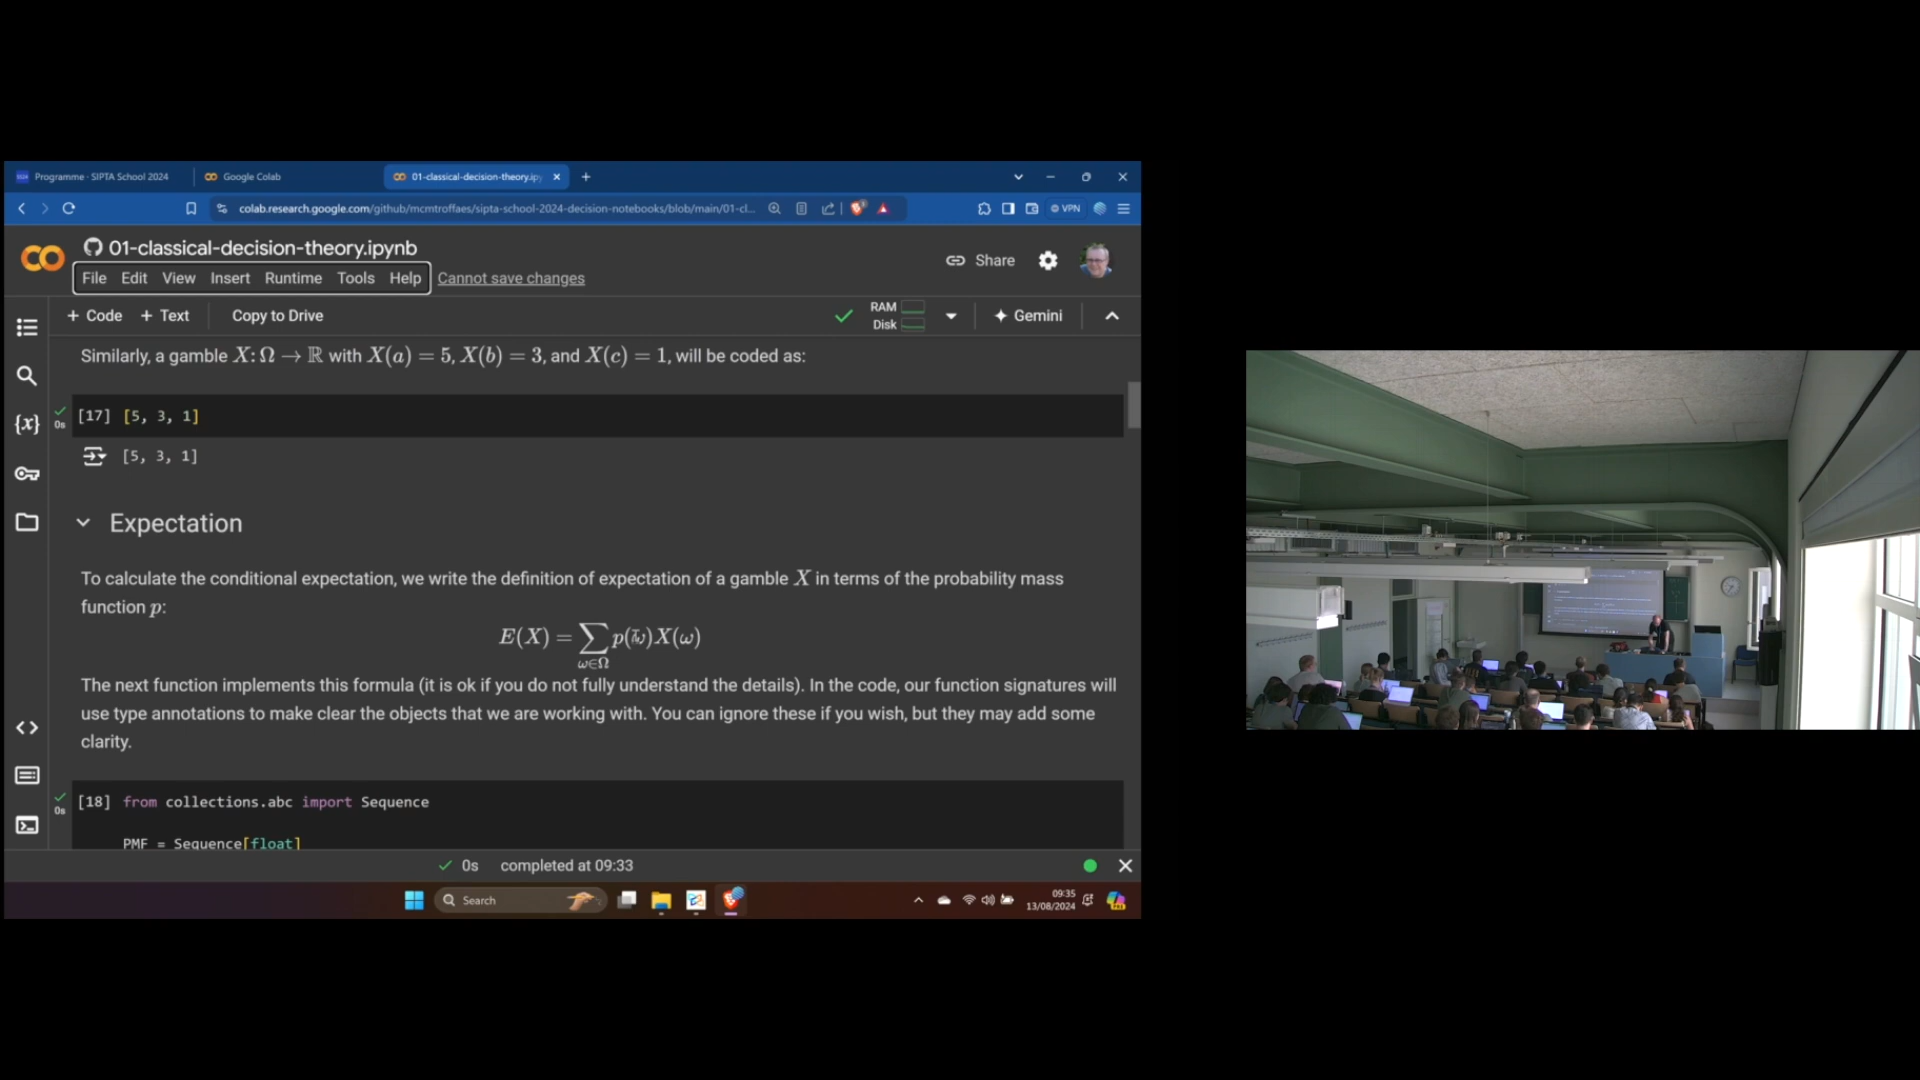 Programme · SIPTA School 2024
Google Colab
01-classical-decision-theory.ipy
colab.research.google.com/github/mcmtroffaes/sipta-school-2024-decision-notebooks/blob/main/01-cl...
VPN
01-classical-decision-theory.ipynb
File Edit View Insert Runtime Tools Help Cannot save changes
Share
+ Code + Text Copy to Drive
RAM
Disk
Gemini
Similarly, a gamble X: Ω → ℝ with X(a) = 5, X(b) = 3, and X(c) = 1, will be coded as:
0s
[17] [5, 3, 1]
[5, 3, 1]
Expectation
To calculate the conditional expectation, we write the definition of expectation of a gamble X in terms of the probability mass
function p:
E(X) = ∑ p(ω)X(ω)
ω∈Ω
The next function implements this formula (it is ok if you do not fully understand the details). In the code, our function signatures will
use type annotations to make clear the objects that we are working with. You can ignore these if you wish, but they may add some
clarity.
0s
[18] from collections.abc import Sequence
PMF = Sequence[float]
0s completed at 09:33
Search
09:35
13/08/2024